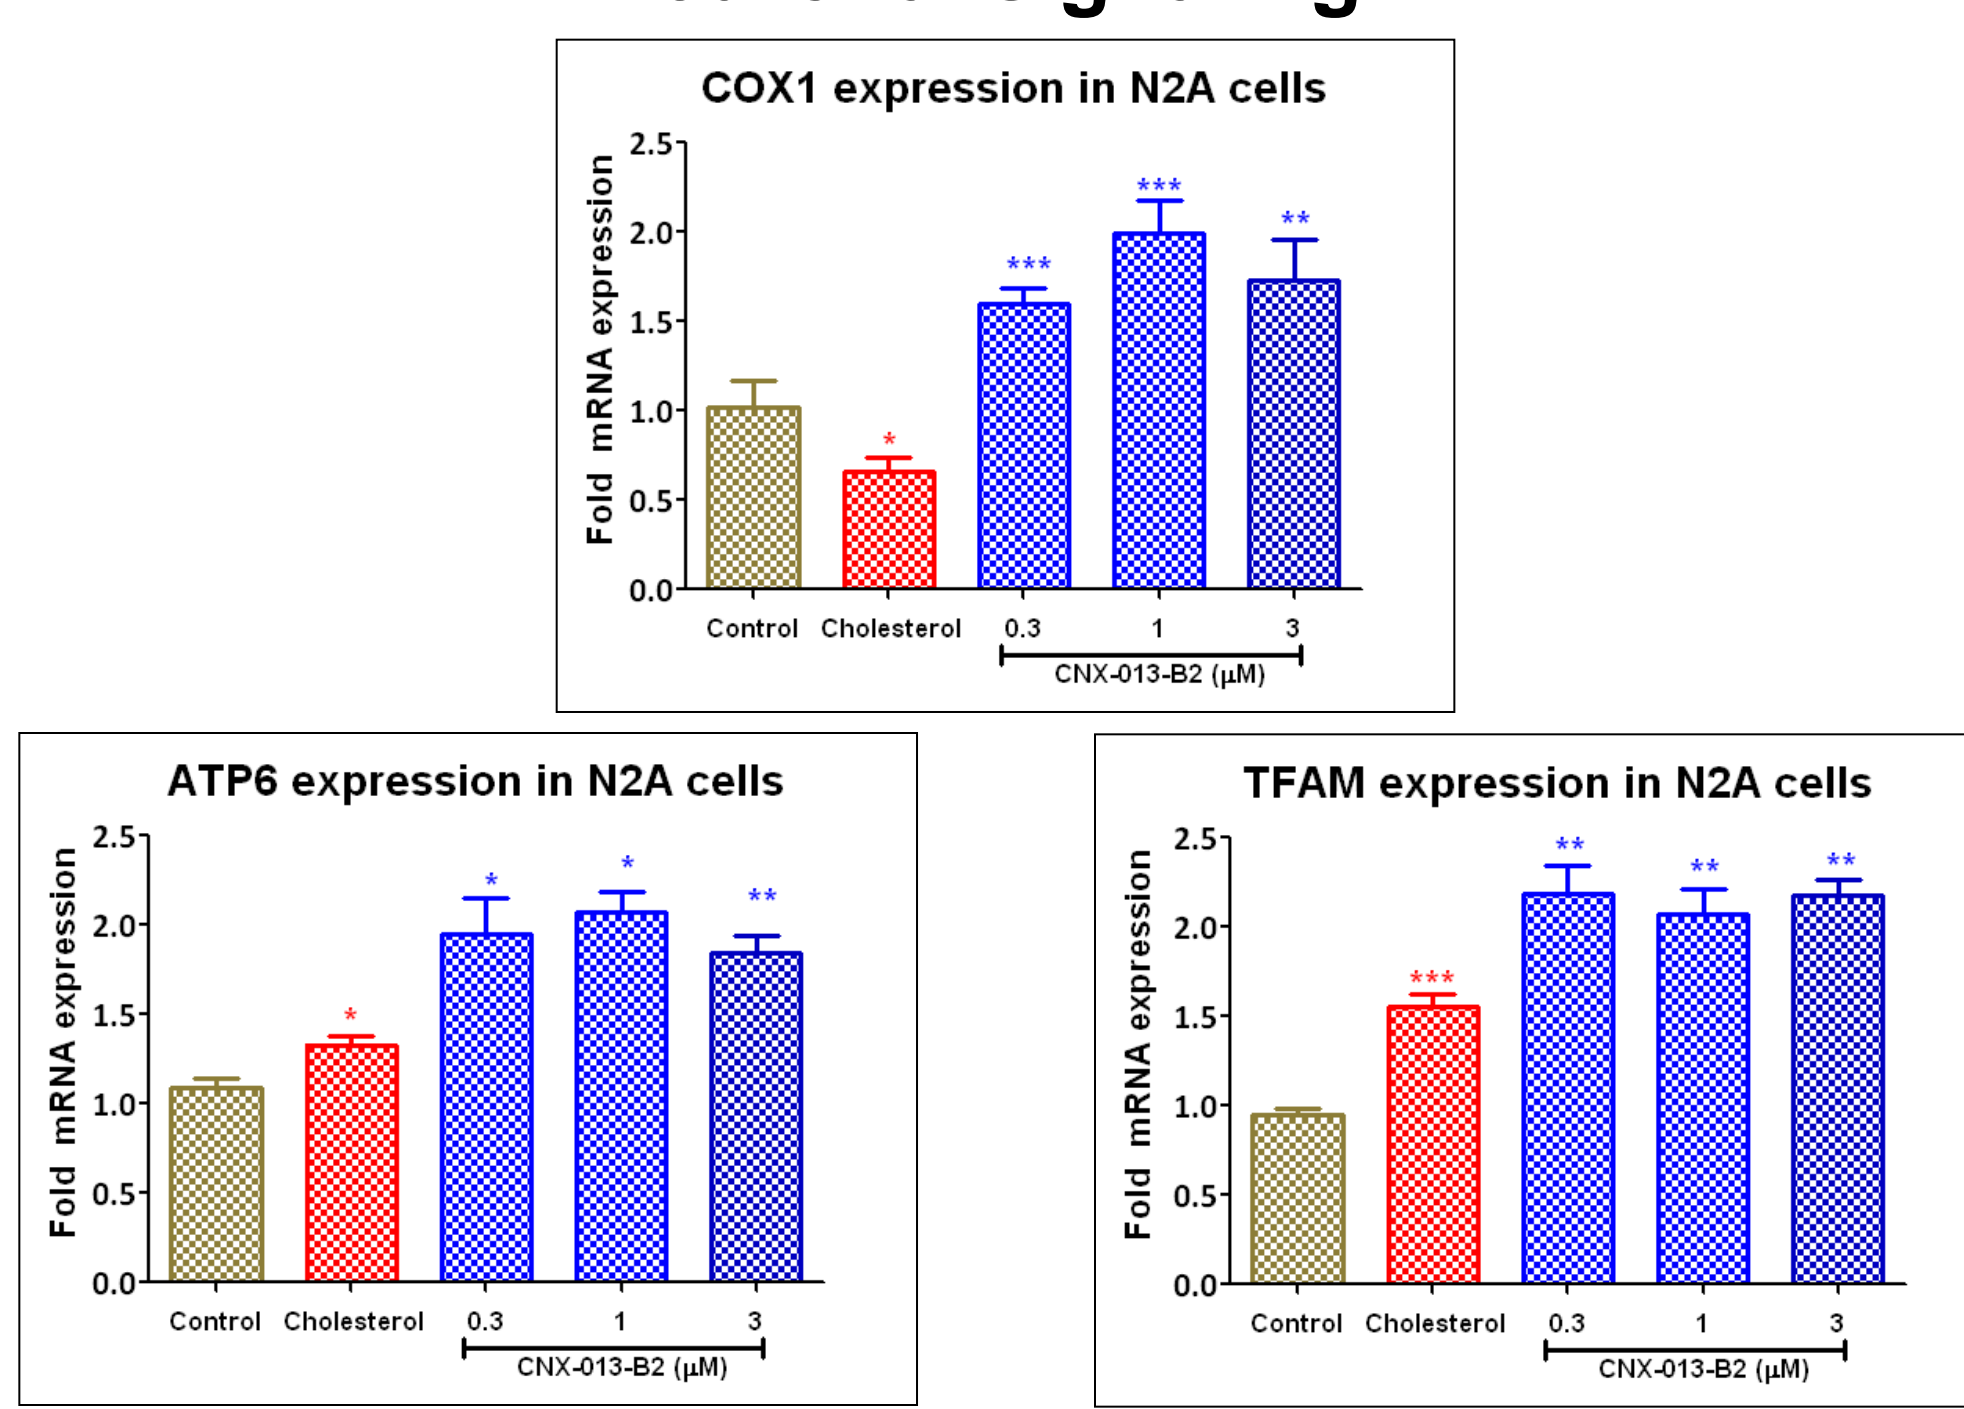 COX1 expression in N2A cells
Fold mRNA expression
2.5
2.0
1.5
1.0
0.5
0.0
***
***
**
*
Control Cholesterol 0.3 1 3
CNX-013-B2 (μM)
ATP6 expression in N2A cells
Fold mRNA expression
2.5
2.0
1.5
1.0
0.5
0.0
*
*
**
*
Control Cholesterol 0.3 1 3
CNX-013-B2 (μM)
TFAM expression in N2A cells
Fold mRNA expression
2.5
2.0
1.5
1.0
0.5
0.0
**
**
**
***
Control Cholesterol 0.3 1 3
CNX-013-B2 (μM)